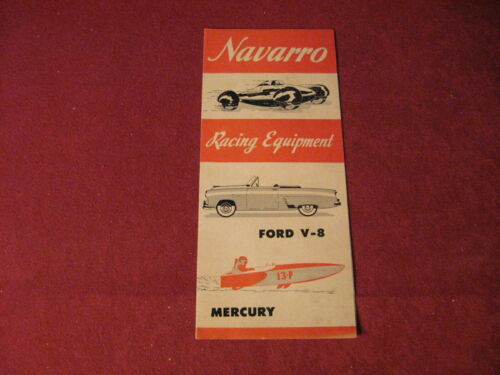 Navarro
Racing Equipment
FORD V-8
13-P
MERCURY